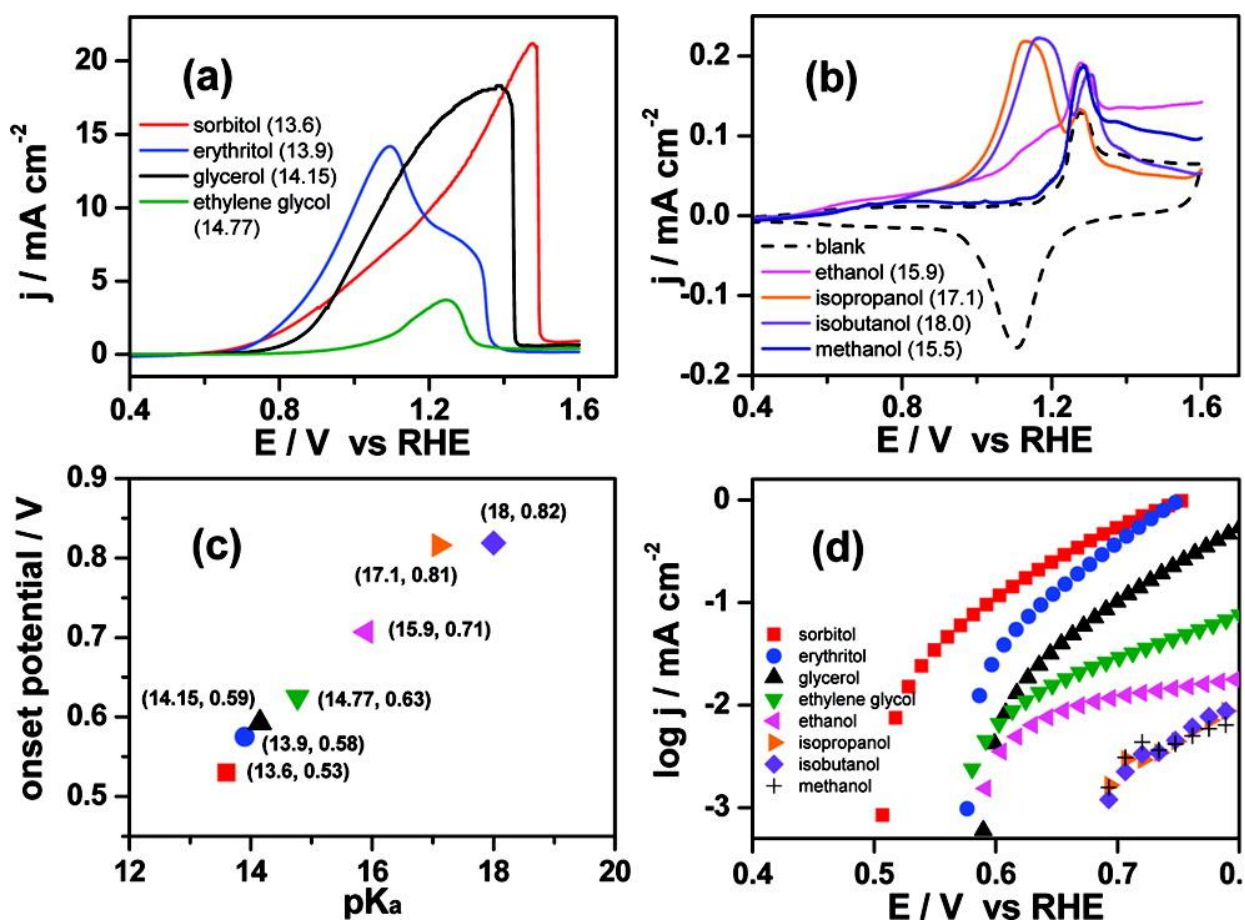 (a)
j / mA cm-2
20
15
10
5
0
sorbitol (13.6)
erythritol (13.9)
glycerol (14.15)
ethylene glycol
(14.77)
0.4 0.8 1.2 1.6
E / V vs RHE
(b)
j / mA cm-2
0.2
0.1
0.0
-0.1
-0.2
blank
ethanol (15.9)
isopropanol (17.1)
isobutanol (18.0)
methanol (15.5)
0.4 0.8 1.2 1.6
E / V vs RHE
(c)
onset potential / V
0.9
0.8
0.7
0.6
0.5
(18, 0.82)
(17.1, 0.81)
(15.9, 0.71)
(14.15, 0.59)
(14.77, 0.63)
(13.9, 0.58)
(13.6, 0.53)
12 14 16 18 20
pKa
(d)
log j / mA cm-2
0
-1
-2
-3
sorbitol
erythritol
glycerol
ethylene glycol
ethanol
isopropanol
isobutanol
methanol
0.4 0.5 0.6 0.7 0.
E / V vs RHE